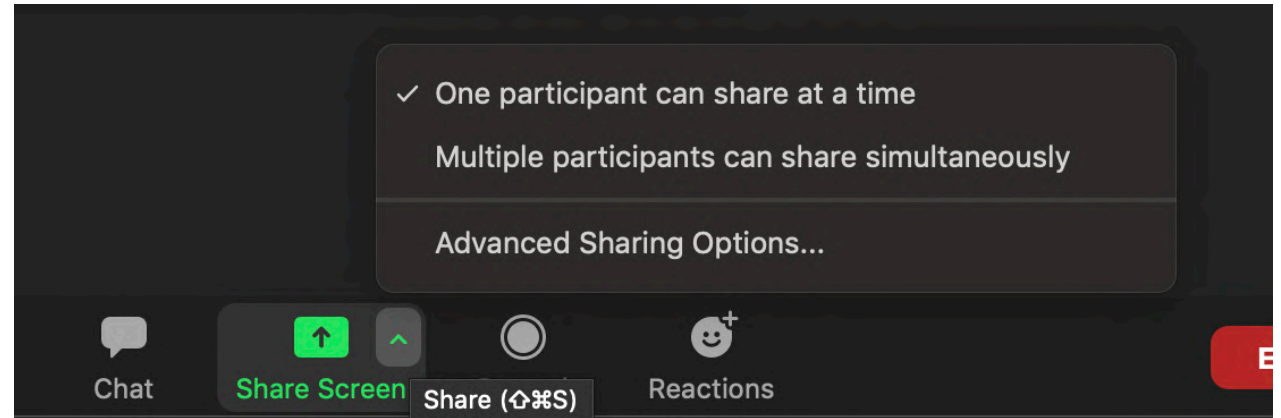 ✓ One participant can share at a time
Multiple participants can share simultaneously
Advanced Sharing Options...
Chat
Share Screen
Share (⇧⌘S)
Reactions
E